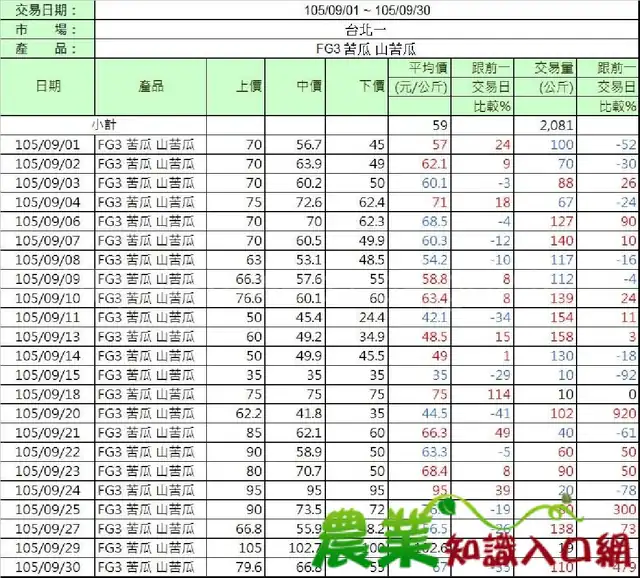 交易日期： 105/09/01 ~ 105/09/30
市 場： 台北一
產 品： FG3 苦瓜 山苦瓜
日期 產品 上價 中價 下價 平均價(元/公斤) 跟前一交易日比較% 交易量(公斤) 跟前一交易日比較%
小計 59 2,081
105/09/01 FG3 苦瓜 山苦瓜 70 56.7 45 57 24 100 -52
105/09/02 FG3 苦瓜 山苦瓜 70 63.9 49 62.1 9 70 -30
105/09/03 FG3 苦瓜 山苦瓜 70 60.2 50 60.1 -3 88 26
105/09/04 FG3 苦瓜 山苦瓜 75 72.6 62.4 71 18 67 -24
105/09/06 FG3 苦瓜 山苦瓜 70 70 62.3 68.5 -4 127 90
105/09/07 FG3 苦瓜 山苦瓜 70 60.5 49.9 60.3 -12 140 10
105/09/08 FG3 苦瓜 山苦瓜 63 53.1 48.5 54.2 -10 117 -16
105/09/09 FG3 苦瓜 山苦瓜 66.3 57.6 55 58.8 8 112 -4
105/09/10 FG3 苦瓜 山苦瓜 76.6 60.1 60 63.4 8 139 24
105/09/11 FG3 苦瓜 山苦瓜 50 45.4 24.4 42.1 -34 154 11
105/09/13 FG3 苦瓜 山苦瓜 60 49.2 34.9 48.5 15 158 3
105/09/14 FG3 苦瓜 山苦瓜 50 49.9 45.5 49 1 130 -18
105/09/15 FG3 苦瓜 山苦瓜 35 35 35 35 -29 10 -92
105/09/18 FG3 苦瓜 山苦瓜 75 75 75 75 114 10 0
105/09/20 FG3 苦瓜 山苦瓜 62.2 41.8 35 44.5 -41 102 920
105/09/21 FG3 苦瓜 山苦瓜 85 62.1 60 66.3 49 40 -61
105/09/22 FG3 苦瓜 山苦瓜 90 58.9 50 63.3 -5 60 50
105/09/23 FG3 苦瓜 山苦瓜 80 70.7 50 68.4 8 90 50
105/09/24 FG3 苦瓜 山苦瓜 95 95 95 95 39 20 -78
105/09/25 FG3 苦瓜 山苦瓜 90 73.5 72 -19 300
105/09/27 FG3 苦瓜 山苦瓜 66.8 138 73
105/09/29 FG3 苦瓜 山苦瓜 105
105/09/30 FG3 苦瓜 山苦瓜 79.6 110
農業知識入口網